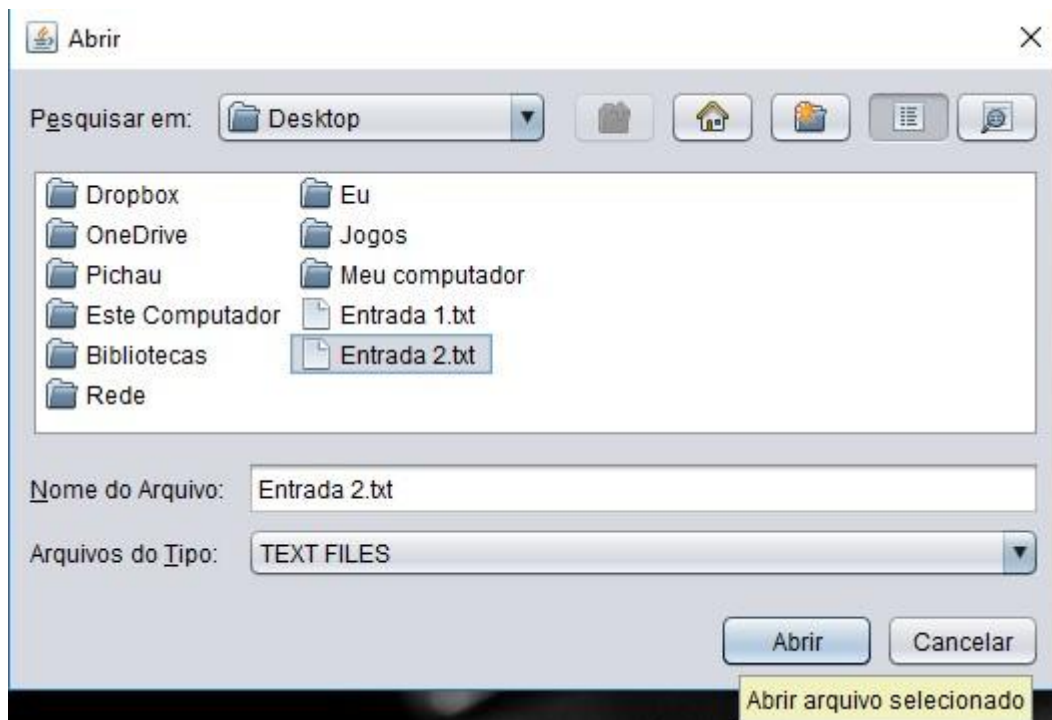 Abrir
Pesquisar em: Desktop
Dropbox
OneDrive
Pichau
Este Computador
Bibliotecas
Rede
Eu
Jogos
Meu computador
Entrada 1.txt
Entrada 2.txt
Nome do Arquivo: Entrada 2.txt
Arquivos do Tipo: TEXT FILES
Abrir Cancelar
Abrir arquivo selecionado